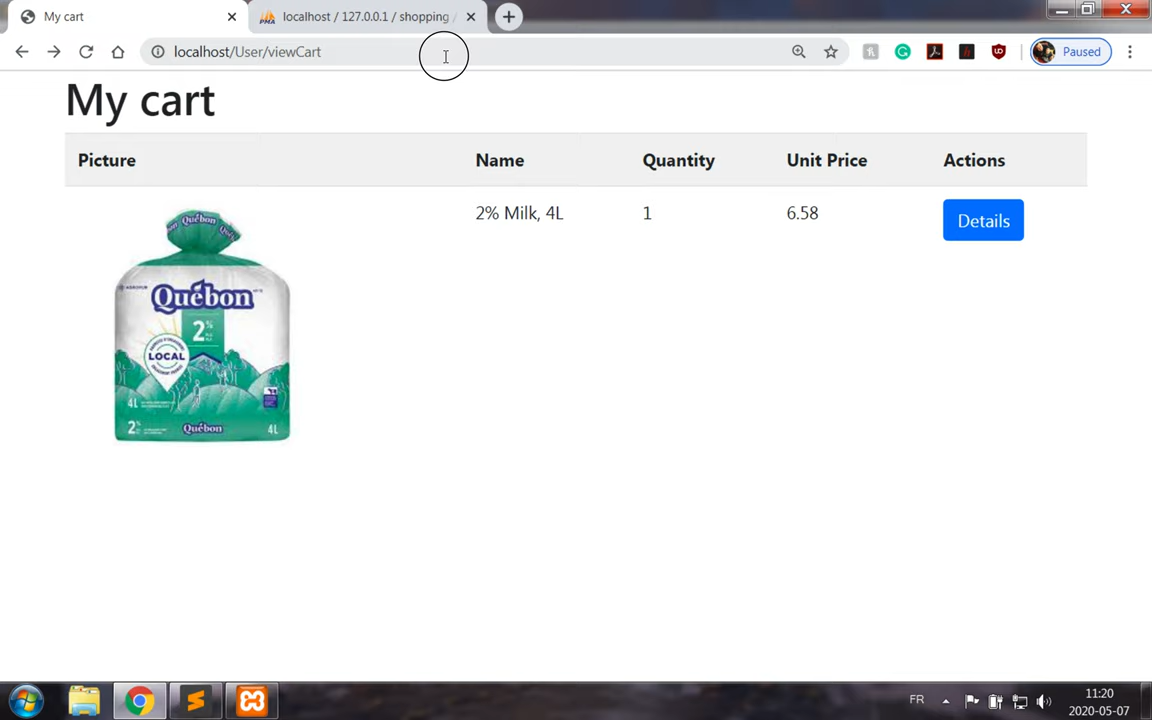 My cart
localhost / 127.0.0.1 / shopping
localhost/User/viewCart
Paused
My cart
Picture Name Quantity Unit Price Actions
2% Milk, 4L 1 6.58 Details
Québon
Québon
2%
LOCAL
4L
2% Québon 4L
FR
11:20
2020-05-07